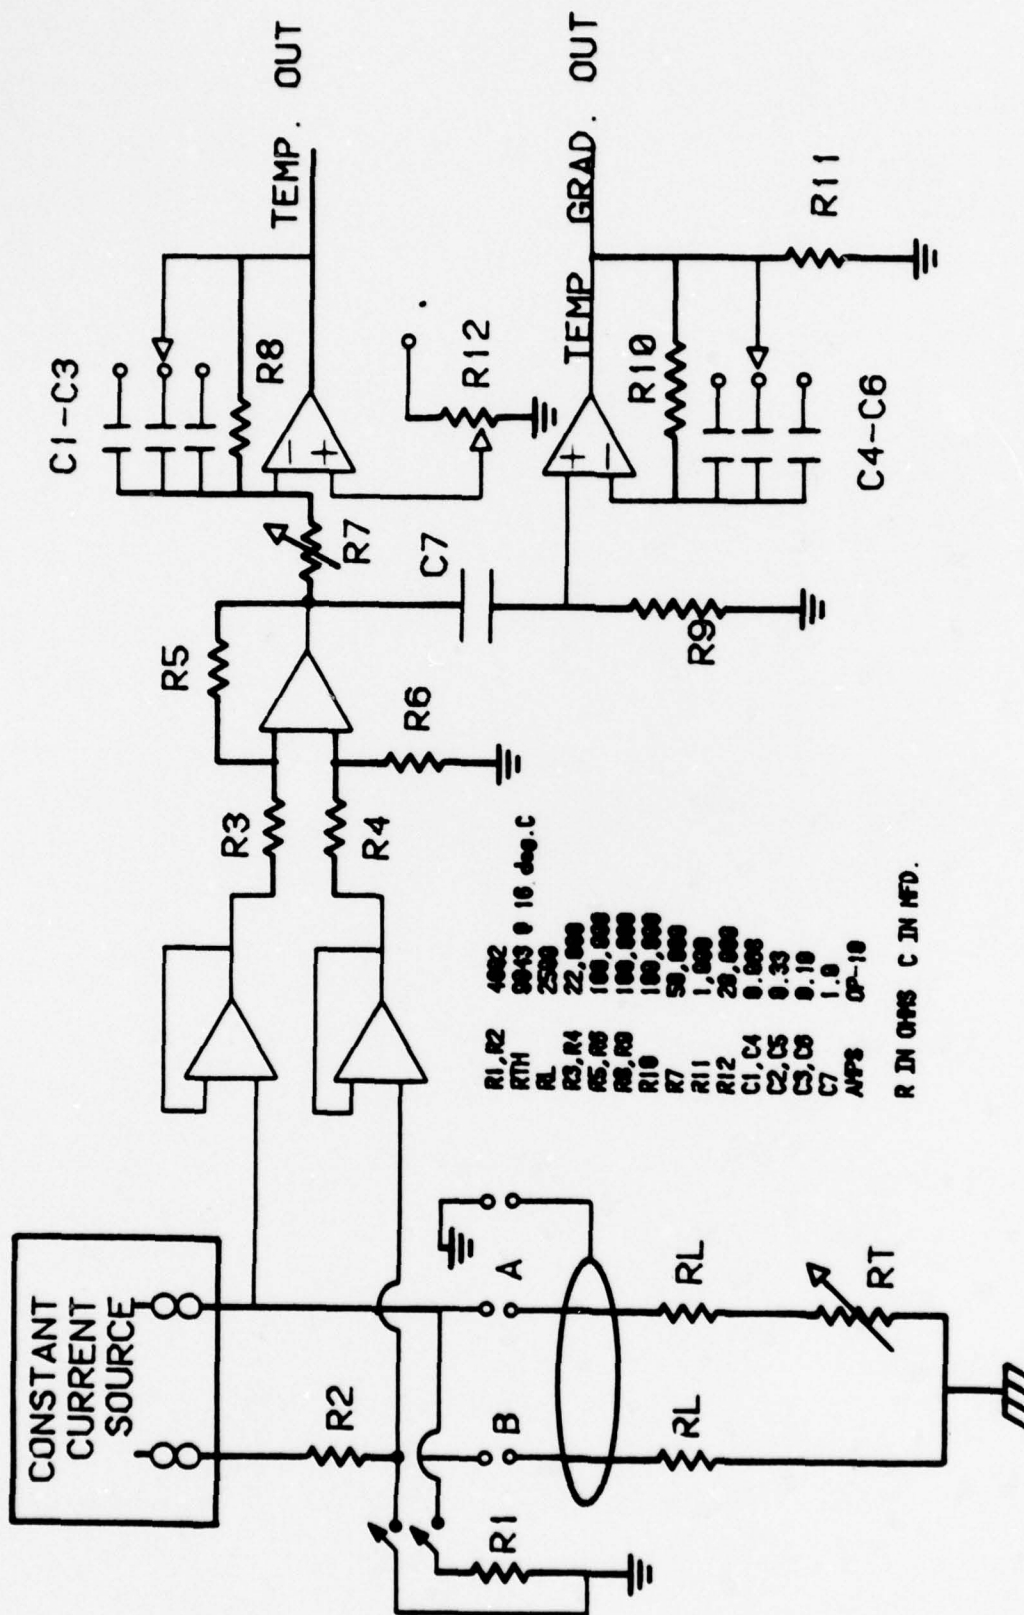 CONSTANT
CURRENT
SOURCE
R2
R1
A
B
RL
RL
RT
R3
R4
R5
R6
R7
C7
R9
C1-C3
R8
R12
TEMP. OUT
TEMP GRAD. OUT
R10
C4-C6
R11
R1,R2 4002
RTH @ 16 deg.C
RL 2500
R3,R4 22,000
R5,R6 100,000
R8,R9 100,000
R10 100,000
R7 50,000
R11 1,000
R12 20,000
C1,C4
C2,C5 0.33
C3,C6 0.10
C7 1.0
AMPS OP-10
R IN OHMS C IN MFD.